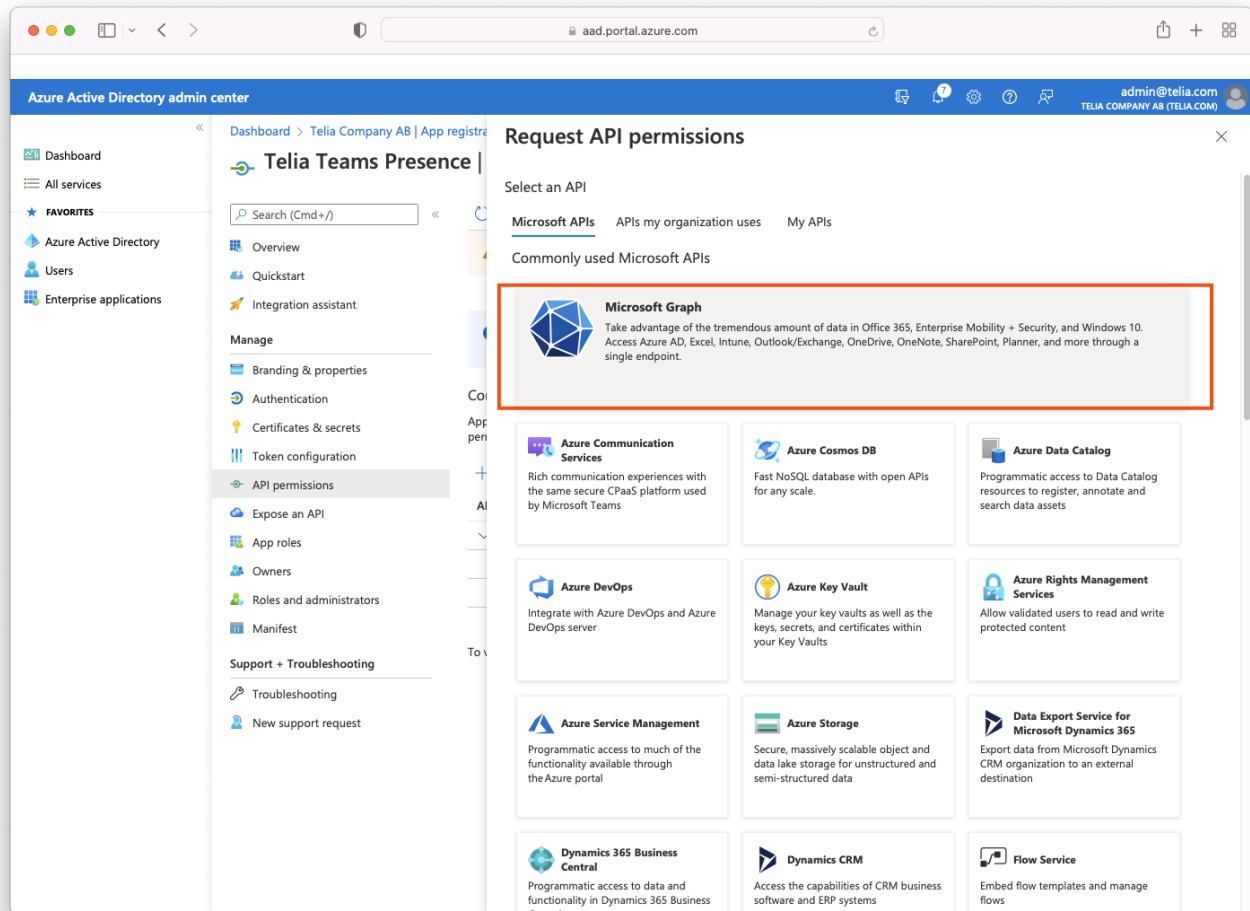 aad.portal.azure.com
Azure Active Directory admin center
7
admin@telia.com
TELIA COMPANY AB (TELIA.COM)
Dashboard
All services
FAVORITES
Azure Active Directory
Users
Enterprise applications
Dashboard > Telia Company AB | App registra
Telia Teams Presence |
Search (Cmd+/)
Overview
Quickstart
Integration assistant
Manage
Branding & properties
Authentication
Certificates & secrets
Token configuration
API permissions
Expose an API
App roles
Owners
Roles and administrators
Manifest
Support + Troubleshooting
Troubleshooting
New support request
Request API permissions
Select an API
Microsoft APIs
APIs my organization uses
My APIs
Commonly used Microsoft APIs
Microsoft Graph
Take advantage of the tremendous amount of data in Office 365, Enterprise Mobility + Security, and Windows 10.
Access Azure AD, Excel, Intune, Outlook/Exchange, OneDrive, OneNote, SharePoint, Planner, and more through a
single endpoint.
Azure Communication
Services
Rich communication experiences with
the same secure CPaaS platform used
by Microsoft Teams
Azure Cosmos DB
Fast NoSQL database with open APIs
for any scale.
Azure Data Catalog
Programmatic access to Data Catalog
resources to register, annotate and
search data assets
Azure DevOps
Integrate with Azure DevOps and Azure
DevOps server
Azure Key Vault
Manage your key vaults as well as the
keys, secrets, and certificates within
your Key Vaults
Azure Rights Management
Services
Allow validated users to read and write
protected content
Azure Service Management
Programmatic access to much of the
functionality available through
the Azure portal
Azure Storage
Secure, massively scalable object and
data lake storage for unstructured and
semi-structured data
Data Export Service for
Microsoft Dynamics 365
Export data from Microsoft Dynamics
CRM organization to an external
destination
Dynamics 365 Business
Central
Programmatic access to data and
functionality in Dynamics 365 Business
Dynamics CRM
Access the capabilities of CRM business
software and ERP systems
Flow Service
Embed flow templates and manage
flows